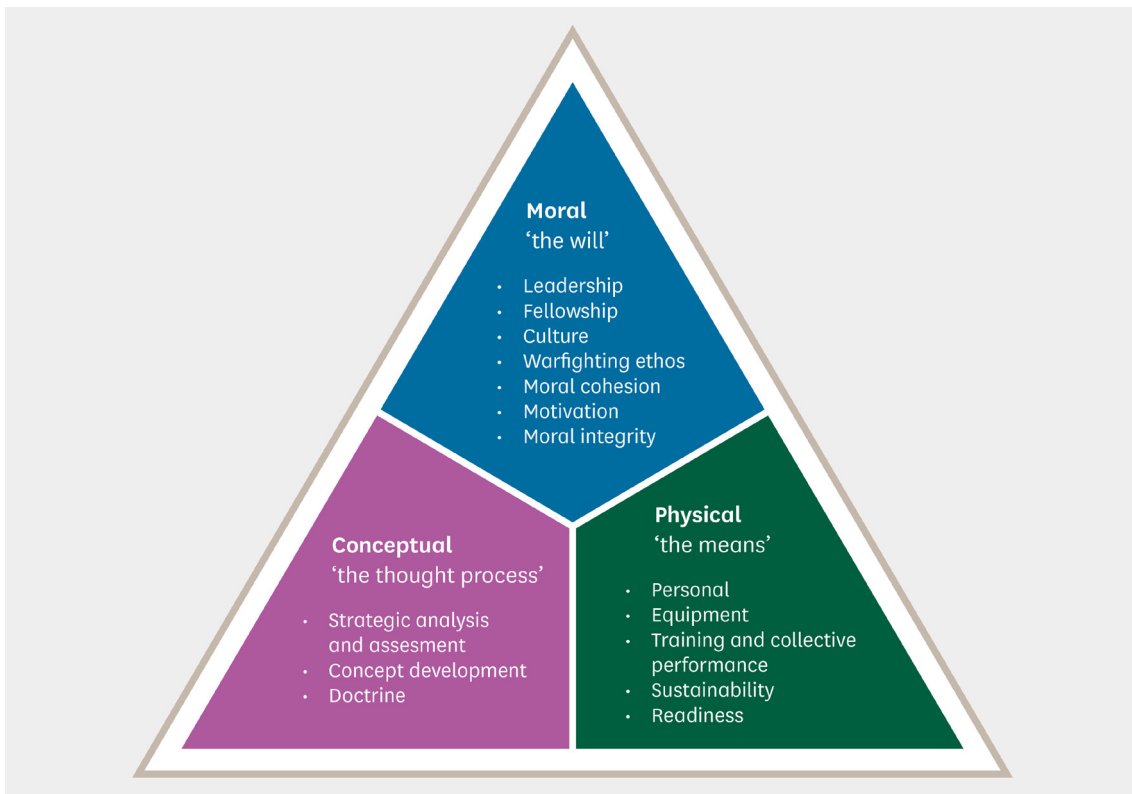 Moral
‘the will’
• Leadership
• Fellowship
• Culture
• Warfighting ethos
• Moral cohesion
• Motivation
• Moral integrity
Conceptual
‘the thought process’
• Strategic analysis
and assesment
• Concept development
• Doctrine
Physical
‘the means’
• Personal
• Equipment
• Training and collective
performance
• Sustainability
• Readiness